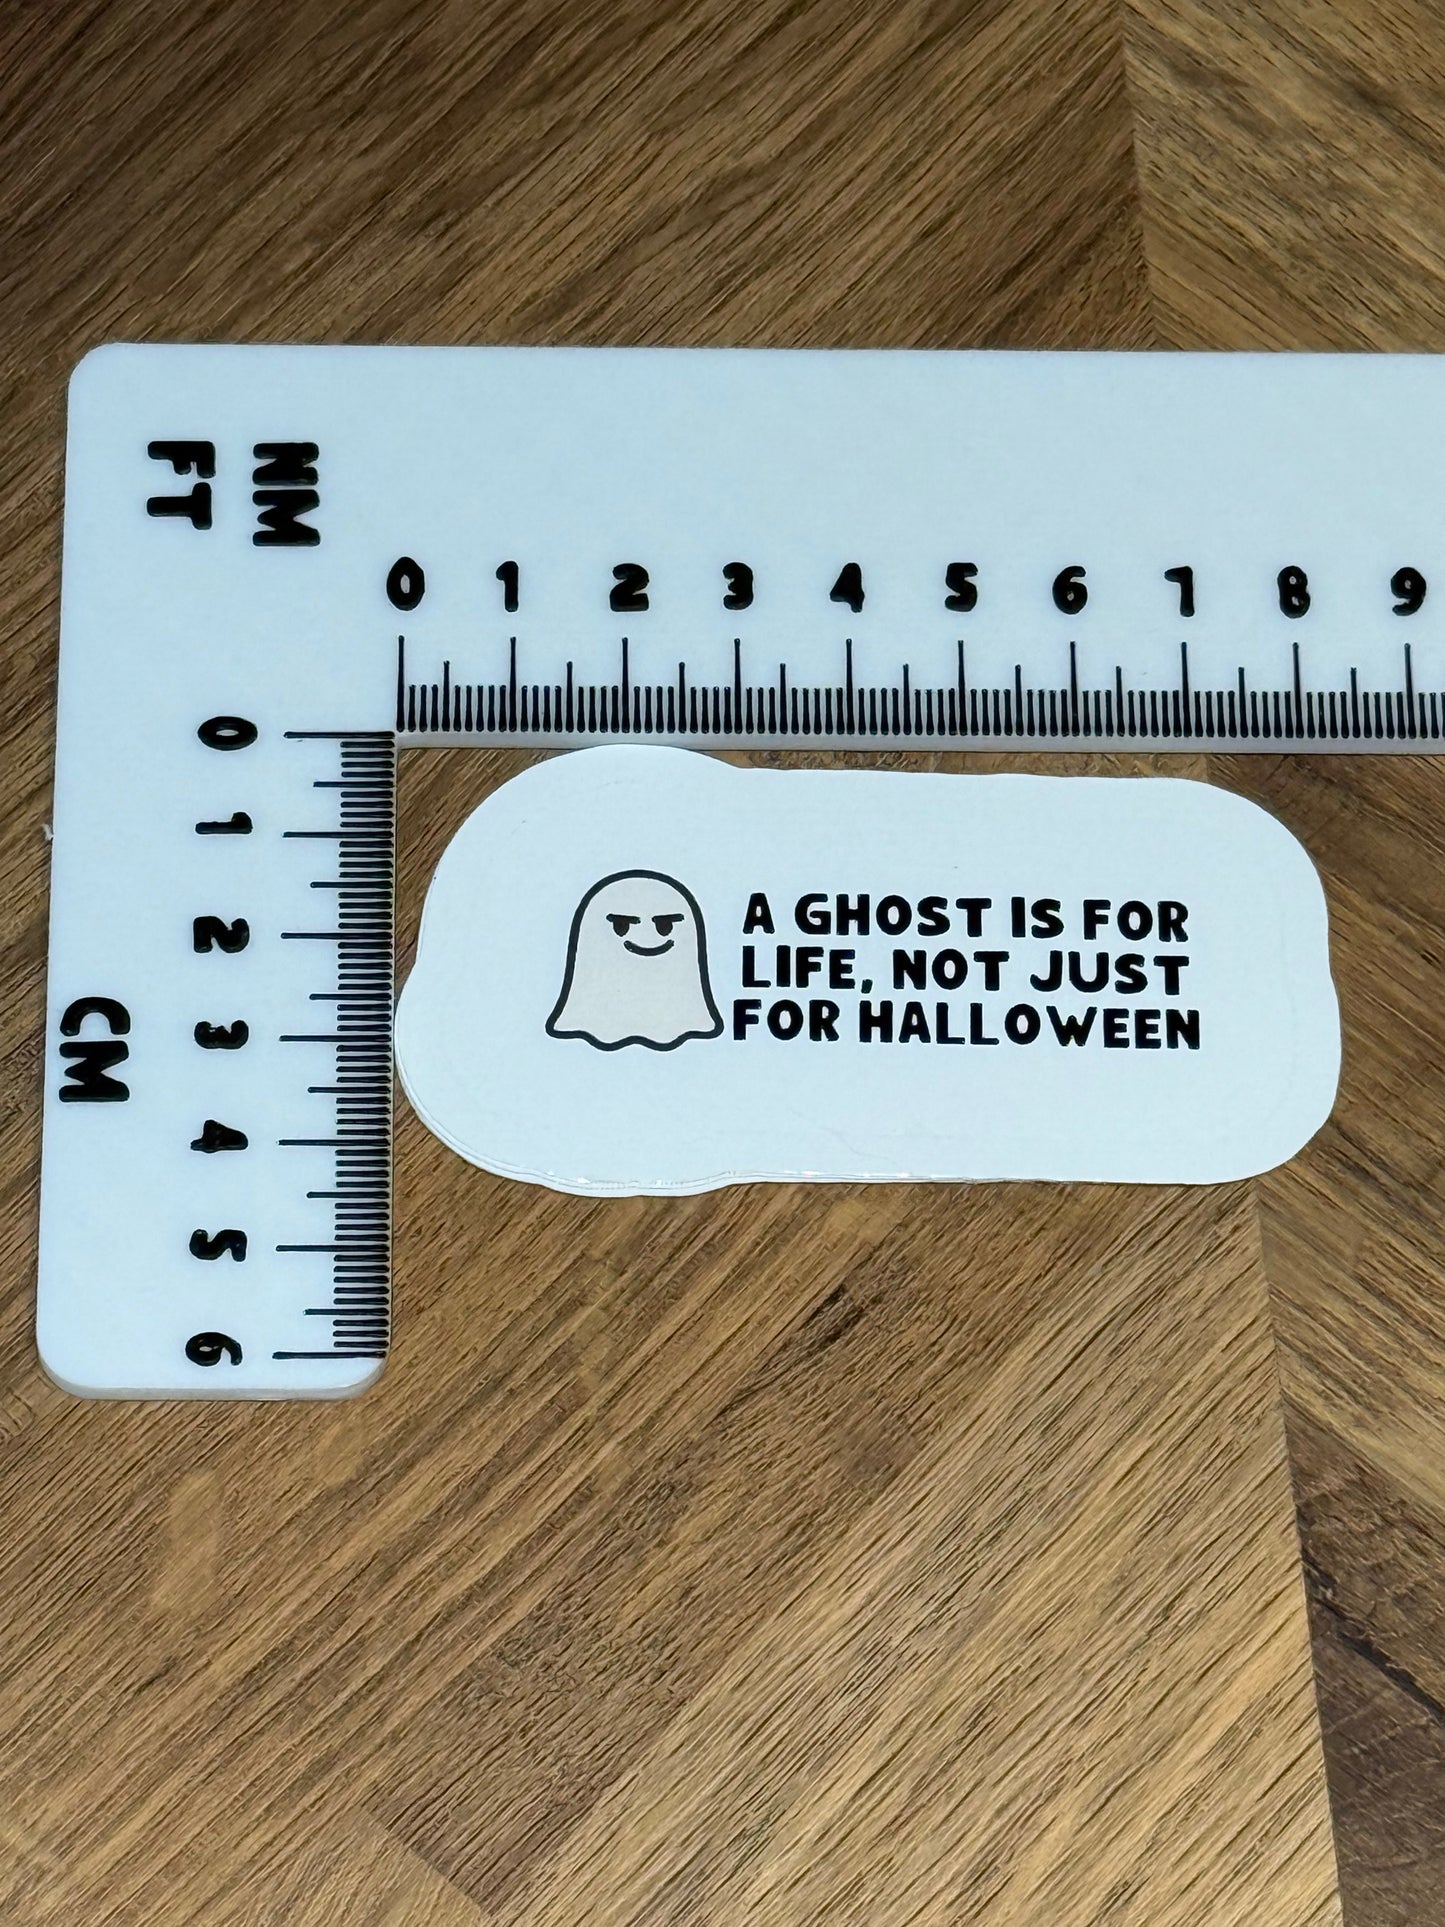 MM
FT
0 1 2 3 4 5 6 7 8 9
0
1
2
3
4
5
6
CM
A GHOST IS FOR
LIFE, NOT JUST
FOR HALLOWEEN